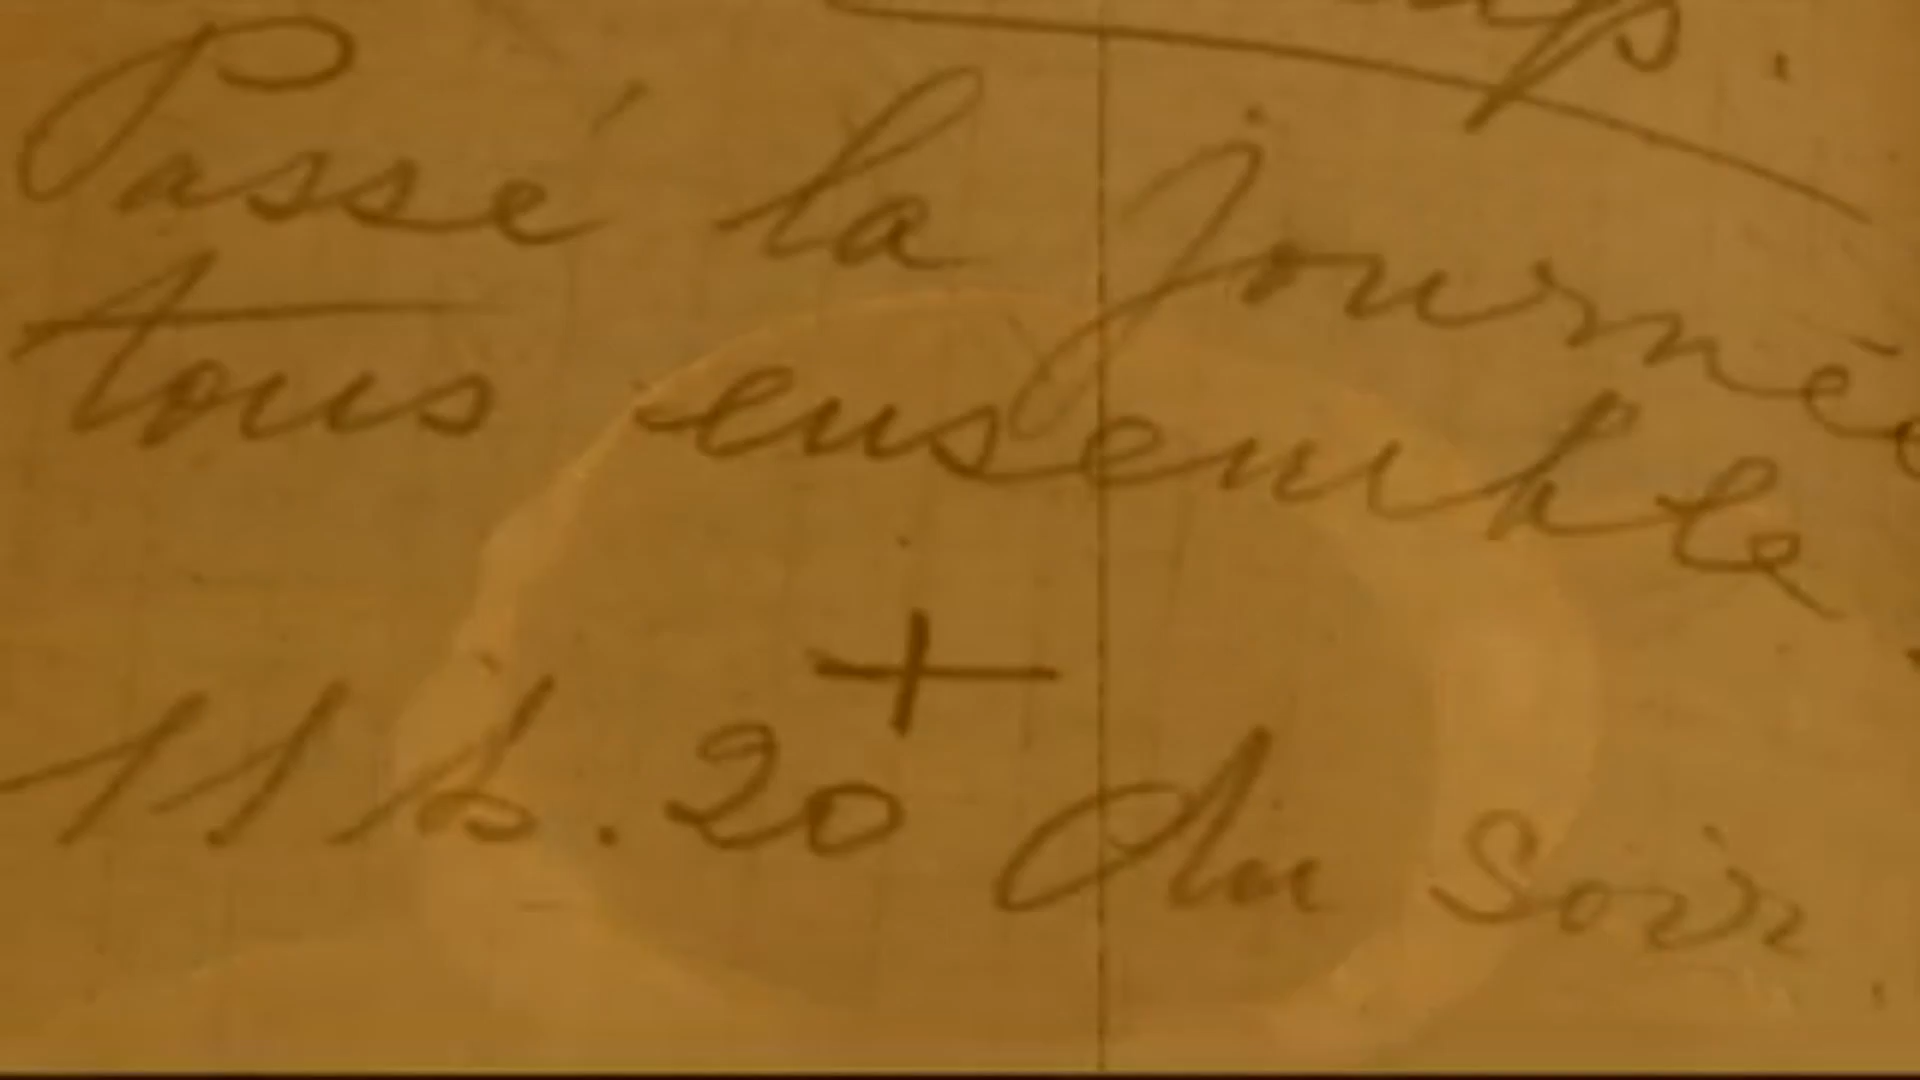 Passé la journée
tous ensemble
+
11 h. 20 du soir.